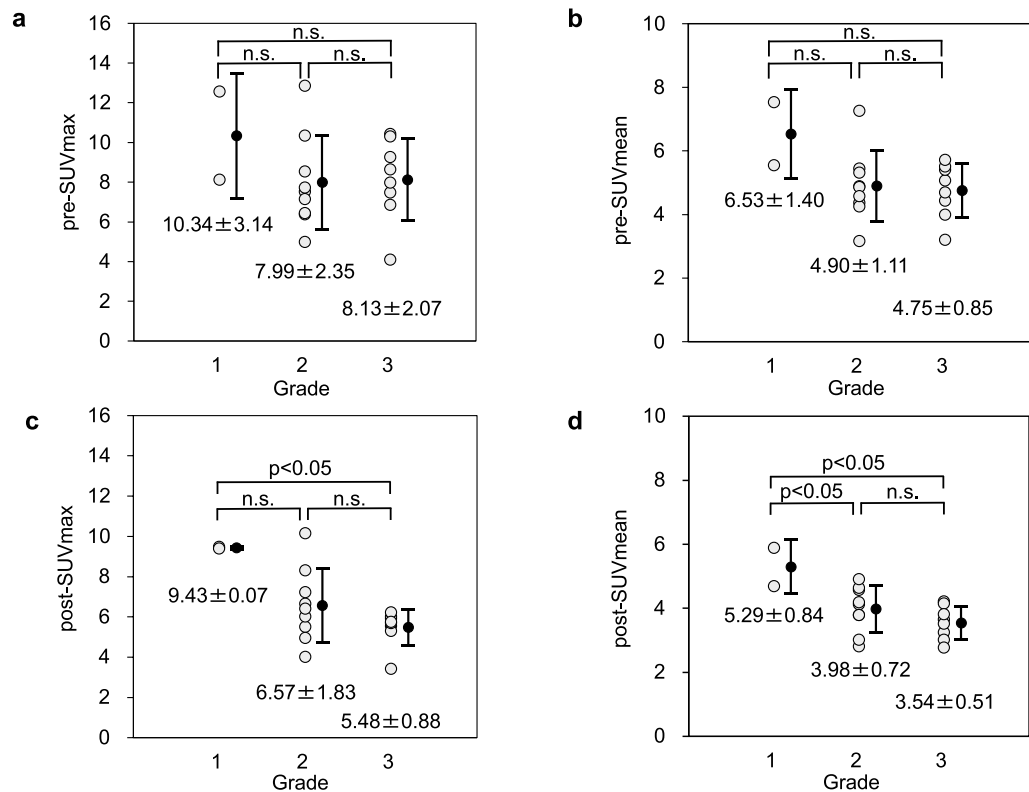 a
16
14
12
10
8
6
4
2
0
pre-SUVmax
n.s.
n.s.
n.s.
10.34±3.14
7.99±2.35
8.13±2.07
1
2
3
Grade
b
10
8
6
4
2
0
pre-SUVmean
n.s.
n.s.
n.s.
6.53±1.40
4.90±1.11
4.75±0.85
1
2
3
Grade
c
16
14
12
10
8
6
4
2
0
post-SUVmax
p<0.05
n.s.
n.s.
9.43±0.07
6.57±1.83
5.48±0.88
1
2
3
Grade
d
10
8
6
4
2
0
post-SUVmean
p<0.05
p<0.05
n.s.
5.29±0.84
3.98±0.72
3.54±0.51
1
2
3
Grade